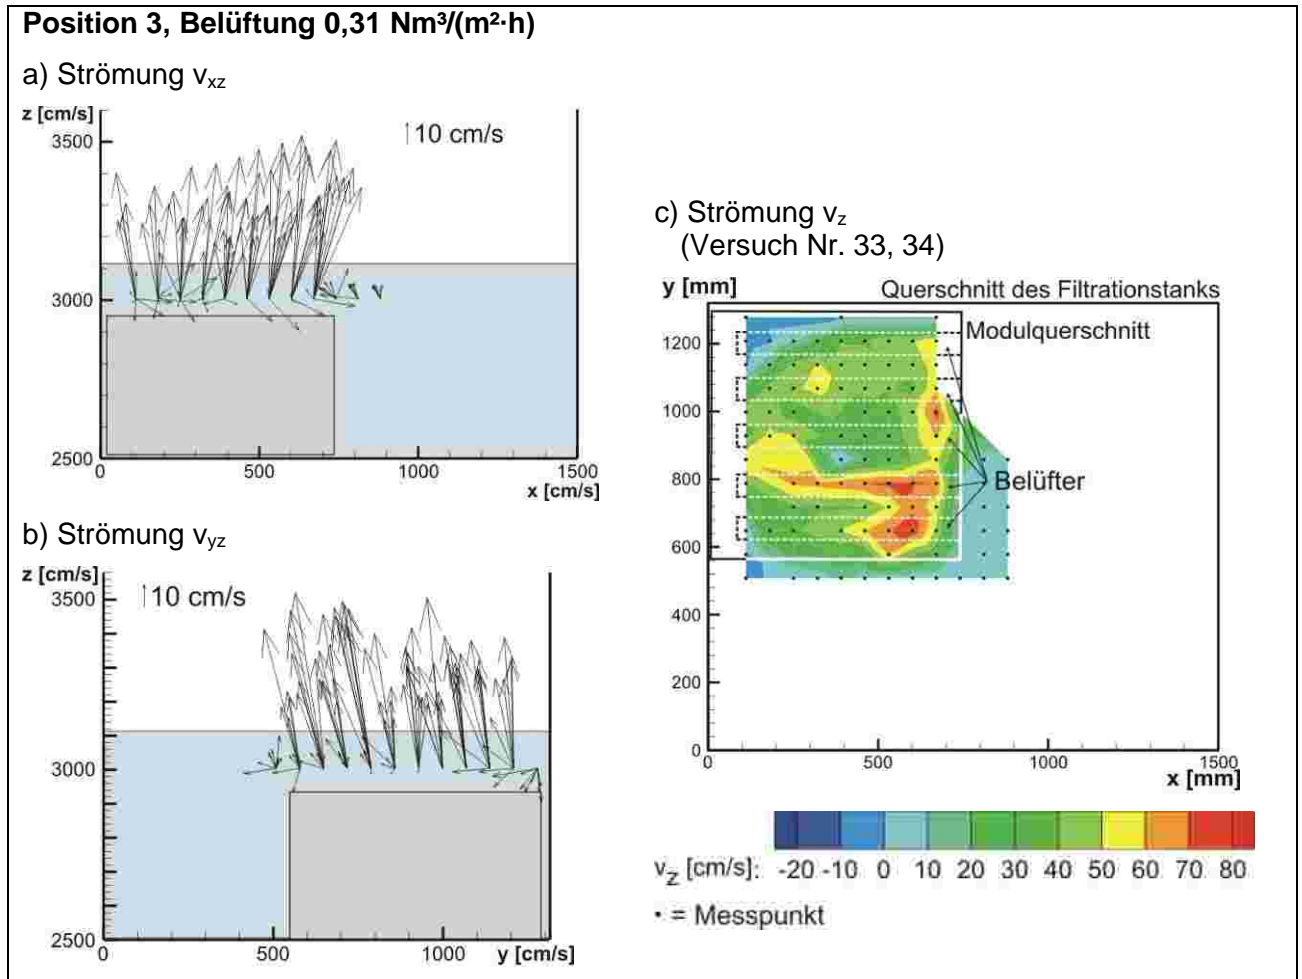 Position 3, Belüftung 0,31 Nm³/(m²·h)
a) Strömung vxz
z [cm/s]
10 cm/s
3500
3000
2500
0
500
1000
1500
x [cm/s]
b) Strömung vyz
z [cm/s]
10 cm/s
3500
3000
2500
0
500
1000
y [cm/s]
c) Strömung vz
(Versuch Nr. 33, 34)
y [mm]
Querschnitt des Filtrationstanks
Modulquerschnitt
1200
1000
800
Belüfter
600
400
200
0
0
500
1000
1500
x [mm]
vz [cm/s]: -20 -10 0 10 20 30 40 50 60 70 80
• = Messpunkt